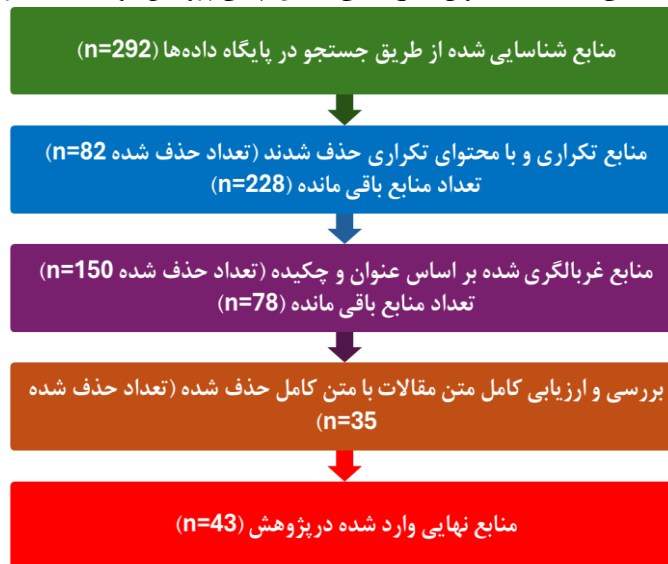 منابع شناسایی شده از طریق جستجو در پایگاه داده‌ها (n=292)
منابع تکراری و با محتوای تکراری حذف شدند (تعداد حذف شده n=82)
تعداد منابع باقی مانده (n=228)
منابع غربالگری شده بر اساس عنوان و چکیده (تعداد حذف شده n=150)
تعداد منابع باقی مانده (n=78)
بررسی و ارزیابی کامل متن مقالات با متن کامل حذف شده (تعداد حذف شده
n=35)
منابع نهایی وارد شده درپژوهش (n=43)